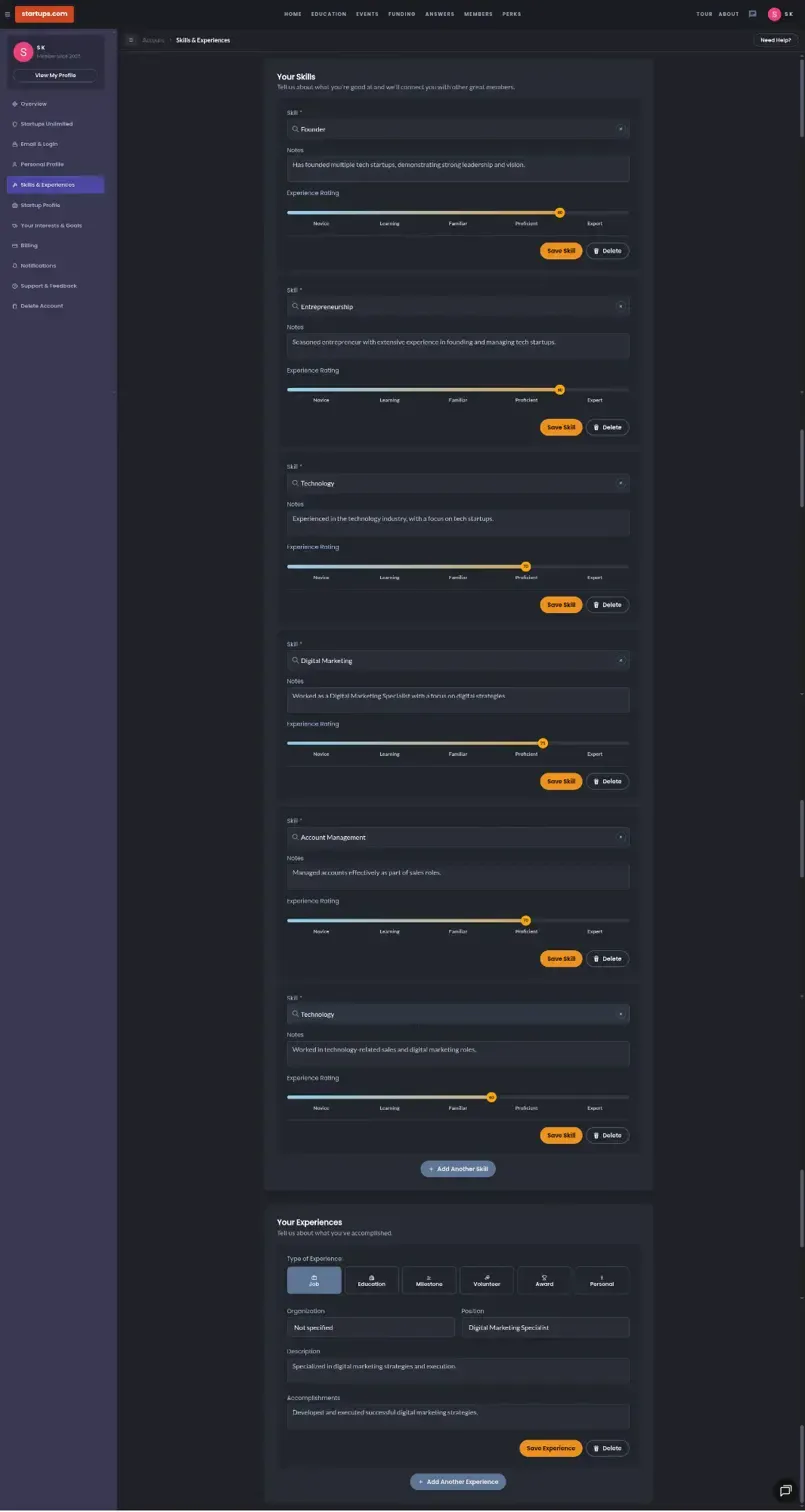 startups.com
HOME EDUCATION EVENTS FUNDING ANSWERS MEMBERS PERKS
TOUR ABOUT
S S K
S
S K
Member since 2025
View My Profile
Overview
Startups Unlimited
Email & Login
Personal Profile
Skills & Experiences
Startup Profile
Your Interests & Goals
Billing
Notifications
Support & Feedback
Delete Account
Account > Skills & Experiences
Need Help?
Your Skills
Tell us about what you're good at and we'll connect you with other great members.
Skill *
Founder
Notes
Has founded multiple tech startups, demonstrating strong leadership and vision.
Experience Rating
80
Novice Learning Familiar Proficient Expert
Save Skill Delete
Skill *
Entrepreneurship
Notes
Seasoned entrepreneur with extensive experience in founding and managing tech startups.
Experience Rating
80
Novice Learning Familiar Proficient Expert
Save Skill Delete
Skill *
Technology
Notes
Experienced in the technology industry, with a focus on tech startups.
Experience Rating
70
Novice Learning Familiar Proficient Expert
Save Skill Delete
Skill *
Digital Marketing
Notes
Worked as a Digital Marketing Specialist with a focus on digital strategies.
Experience Rating
75
Novice Learning Familiar Proficient Expert
Save Skill Delete
Skill *
Account Management
Notes
Managed accounts effectively as part of sales roles.
Experience Rating
70
Novice Learning Familiar Proficient Expert
Save Skill Delete
Skill *
Technology
Notes
Worked in technology-related sales and digital marketing roles.
Experience Rating
60
Novice Learning Familiar Proficient Expert
Save Skill Delete
+ Add Another Skill
Your Experiences
Tell us about what you've accomplished.
Type of Experience
Job Education Milestone Volunteer Award Personal
Organization Position
Not specified Digital Marketing Specialist
Description
Specialized in digital marketing strategies and execution.
Accomplishments
Developed and executed successful digital marketing strategies.
Save Experience Delete
+ Add Another Experience